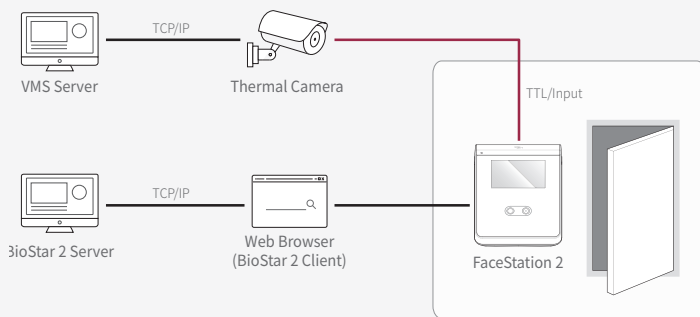 TCP/IP
VMS Server
Thermal Camera
TTL/Input
TCP/IP
BioStar 2 Server
Web Browser
(BioStar 2 Client)
FaceStation 2